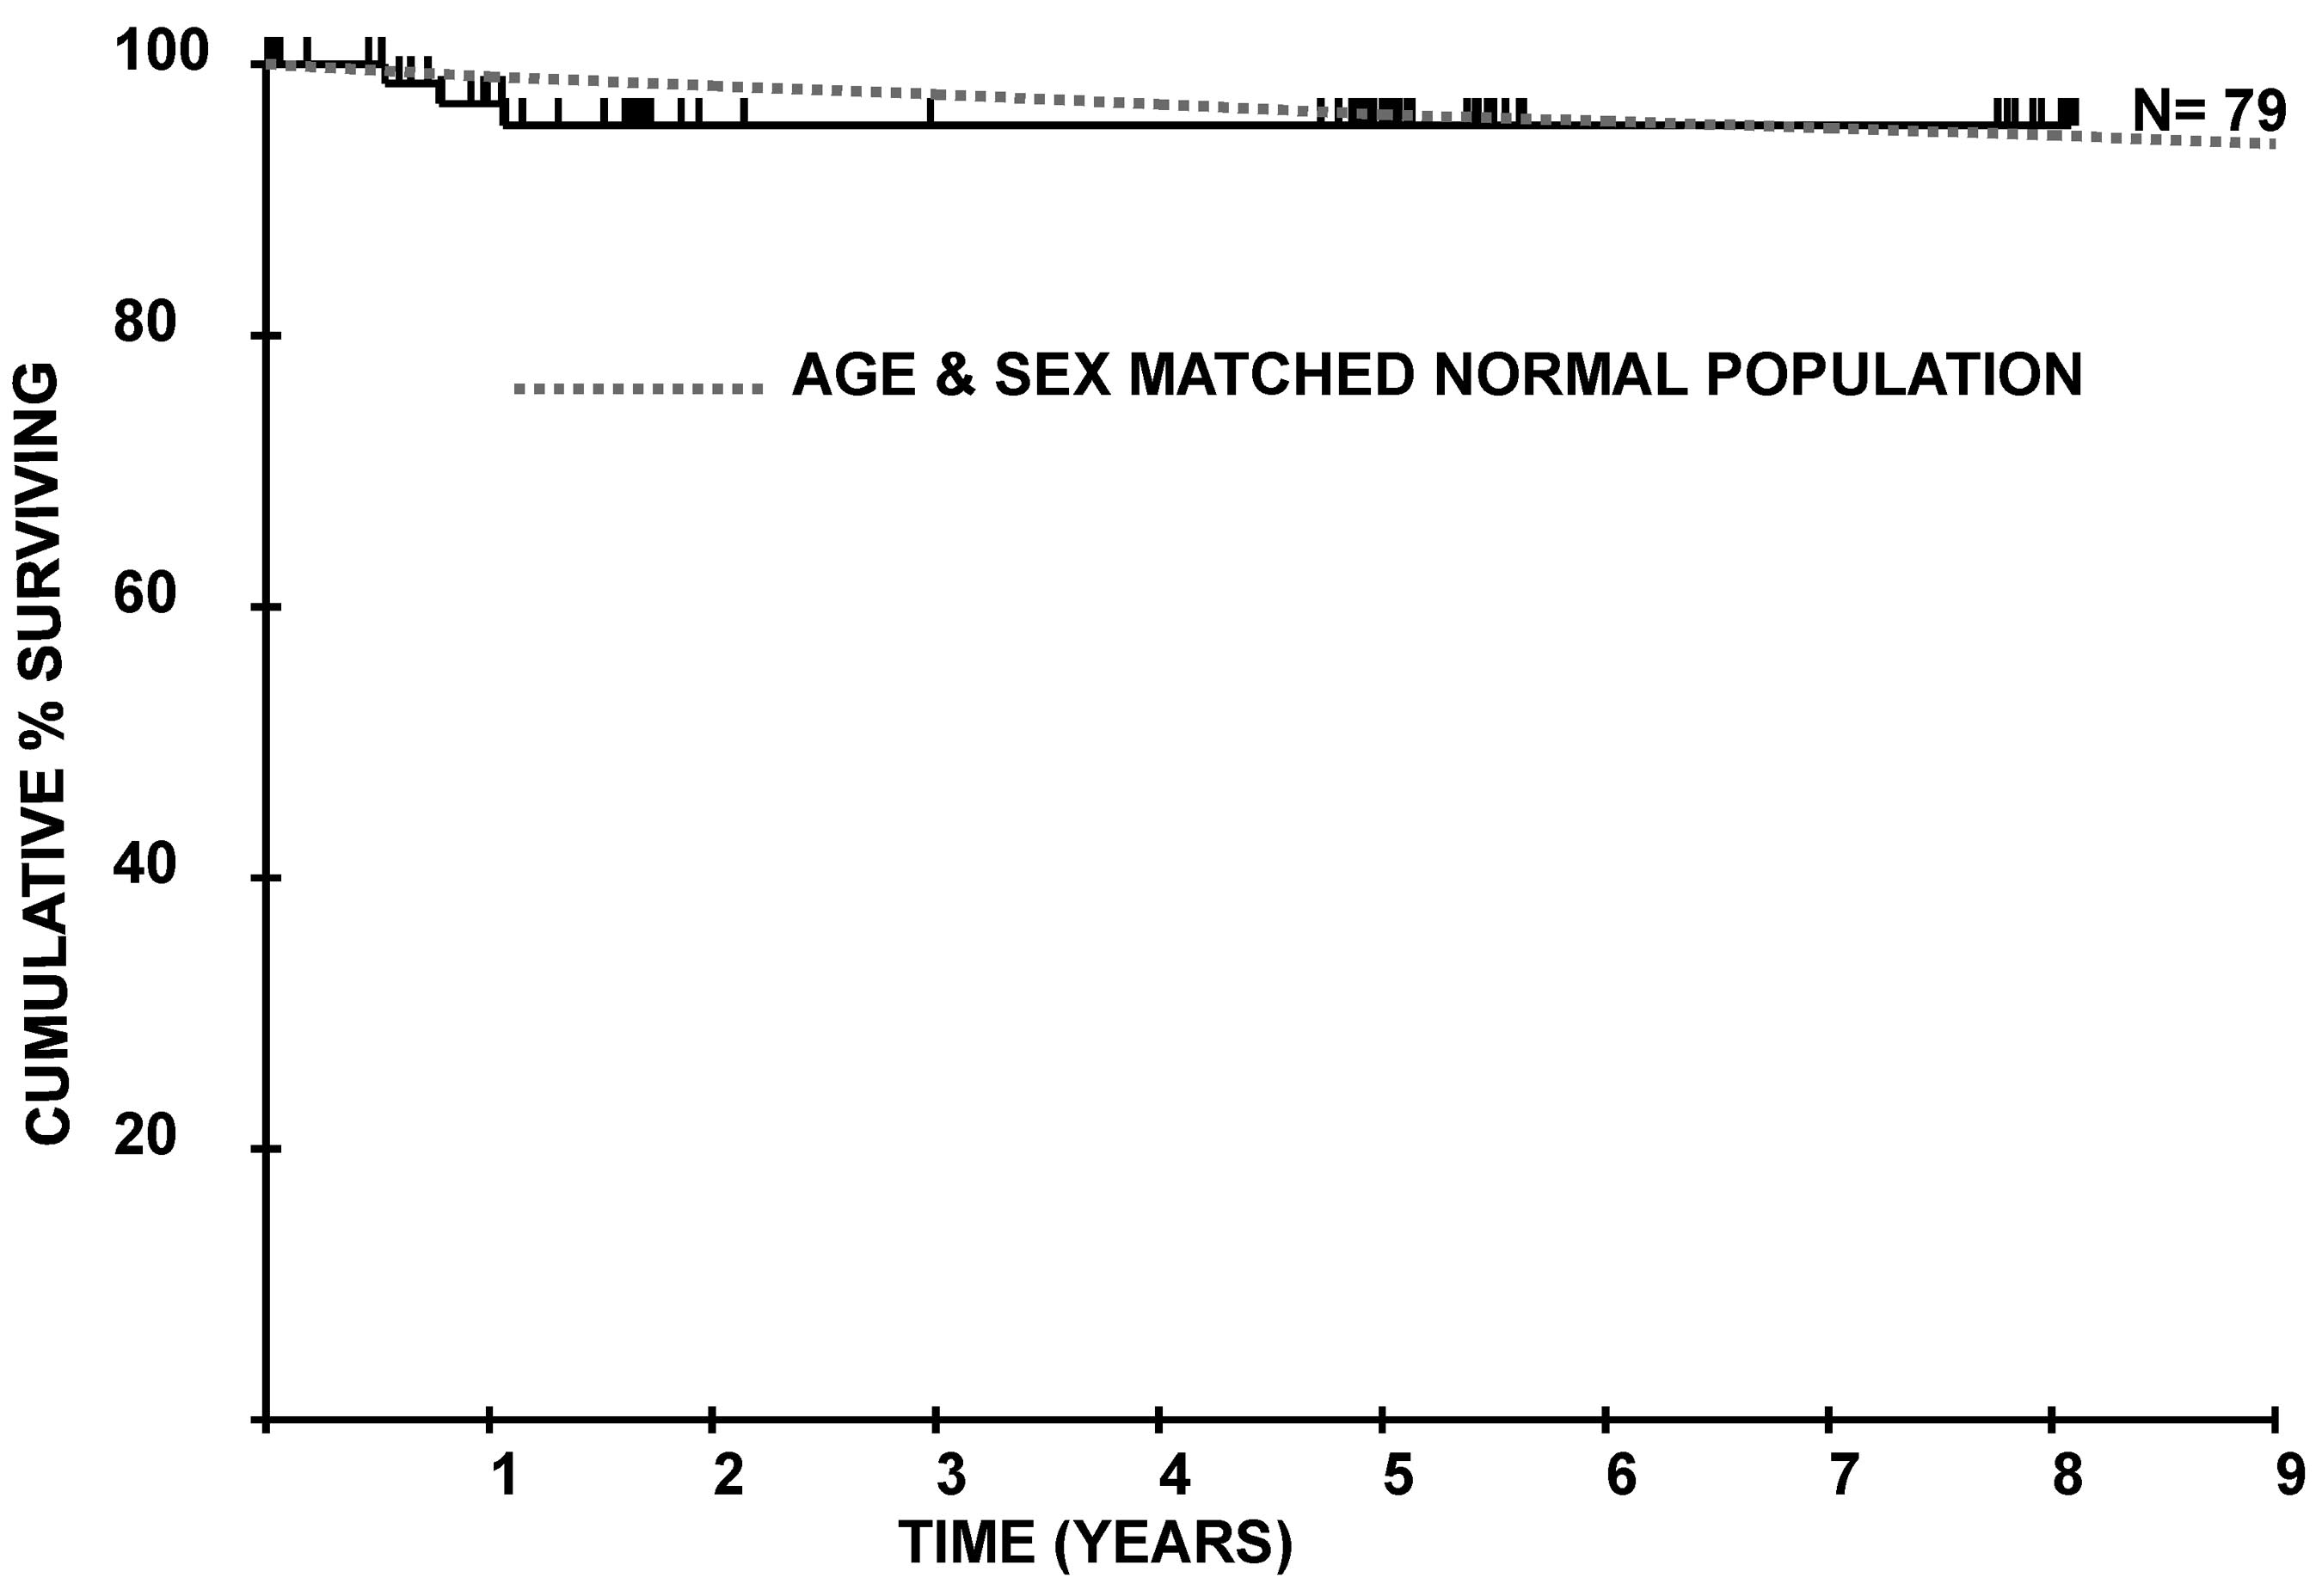 100
N= 79
80
AGE & SEX MATCHED NORMAL POPULATION
60
CUMULATIVE % SURVIVING
40
20
1 2 3 4 5 6 7 8 9
TIME (YEARS)